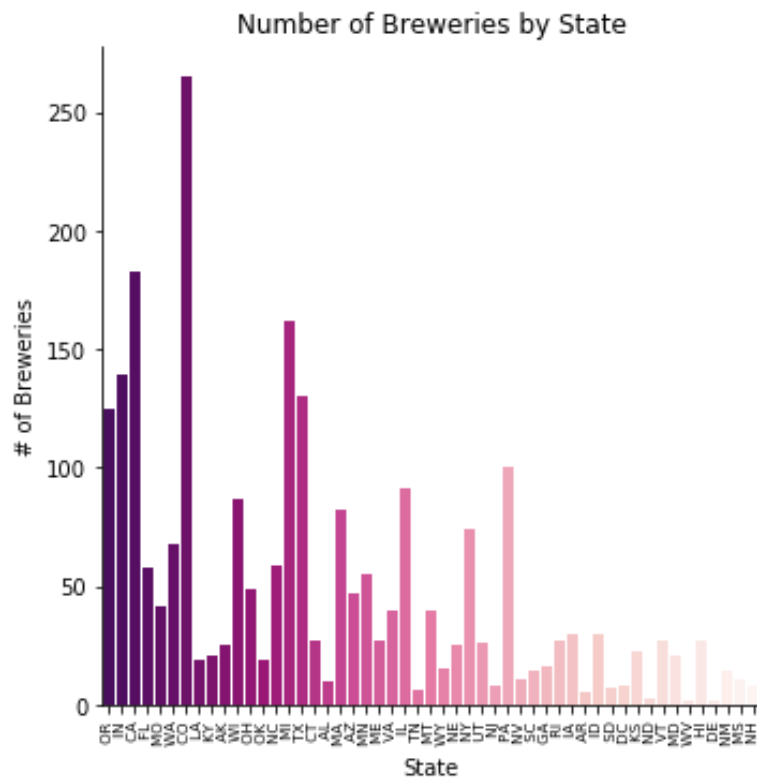 Number of Breweries by State
# of Breweries
250
200
150
100
50
0
OR IN CA FL MO WA CO LA KY AK WI OH OK NC MI TX CT AL MA AZ MN ME VA IL TN MT WY NE NY UT NJ PA NV SC GA RI IA AR ID SD DC KS ND VT MD WV HI DE NM MS NH
State